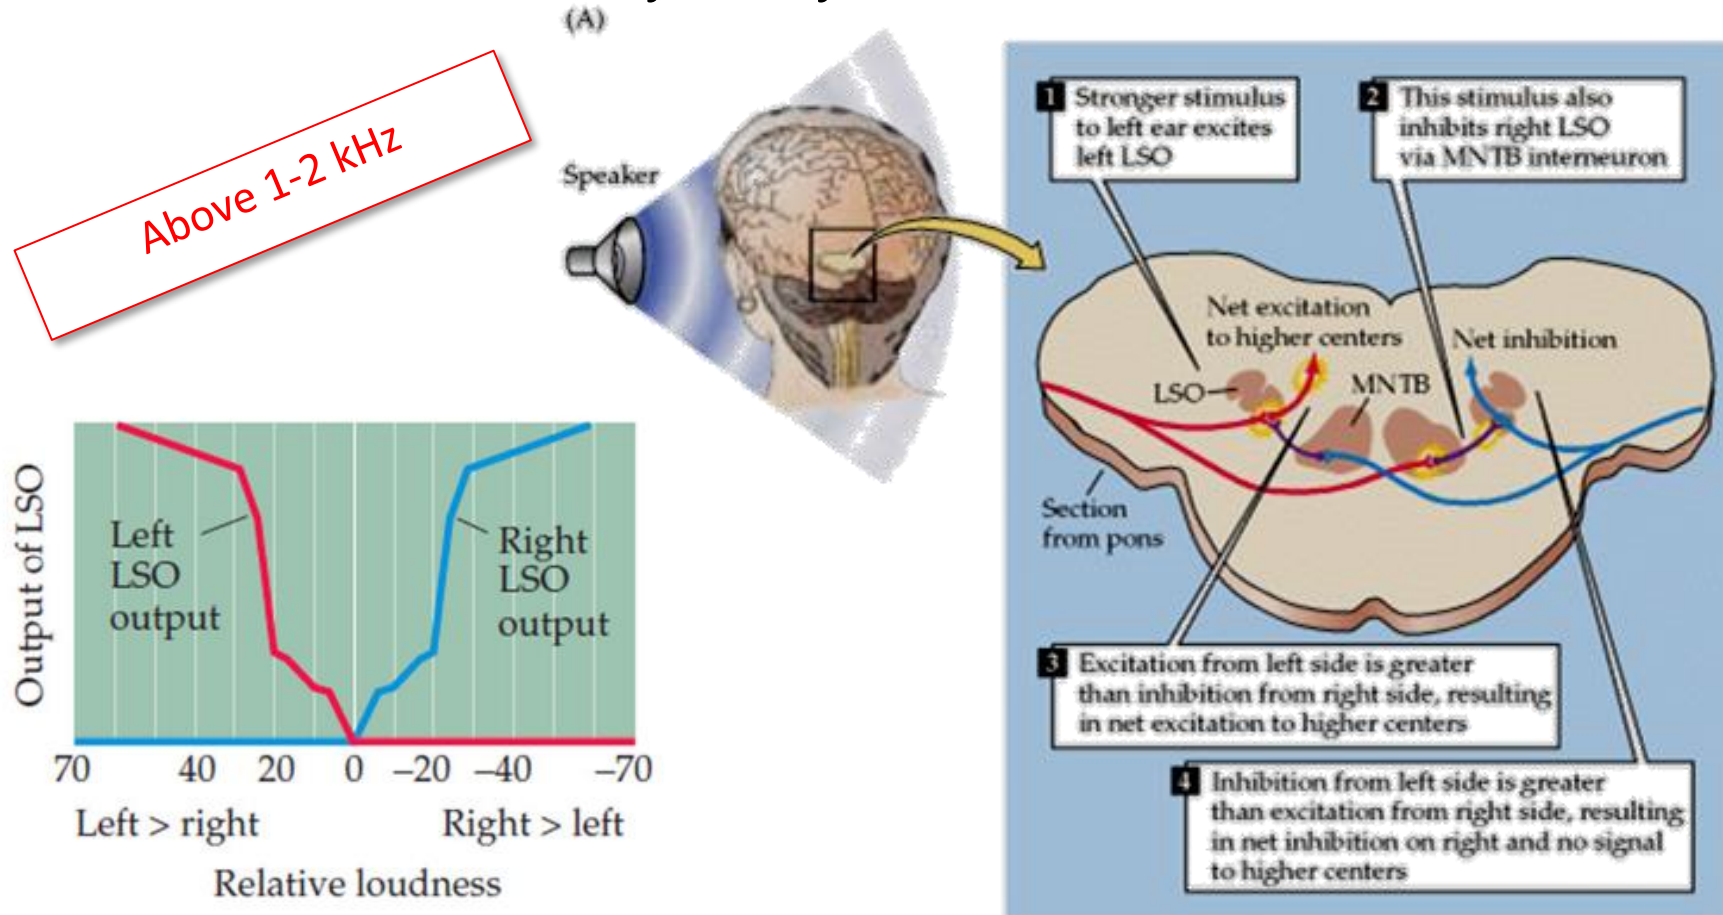 (A)
Above 1-2 kHz
Speaker
1 Stronger stimulus
to left ear excites
left LSO
2 This stimulus also
inhibits right LSO
via MNTB interneuron
Net excitation
to higher centers
Net inhibition
LSO
MNTB
Section
from pons
3 Excitation from left side is greater
than inhibition from right side, resulting
in net excitation to higher centers
4 Inhibition from left side is greater
than excitation from right side, resulting
in net inhibition on right and no signal
to higher centers
Output of LSO
Left
LSO
output
Right
LSO
output
70 40 20 0 –20 –40 –70
Left > right Right > left
Relative loudness